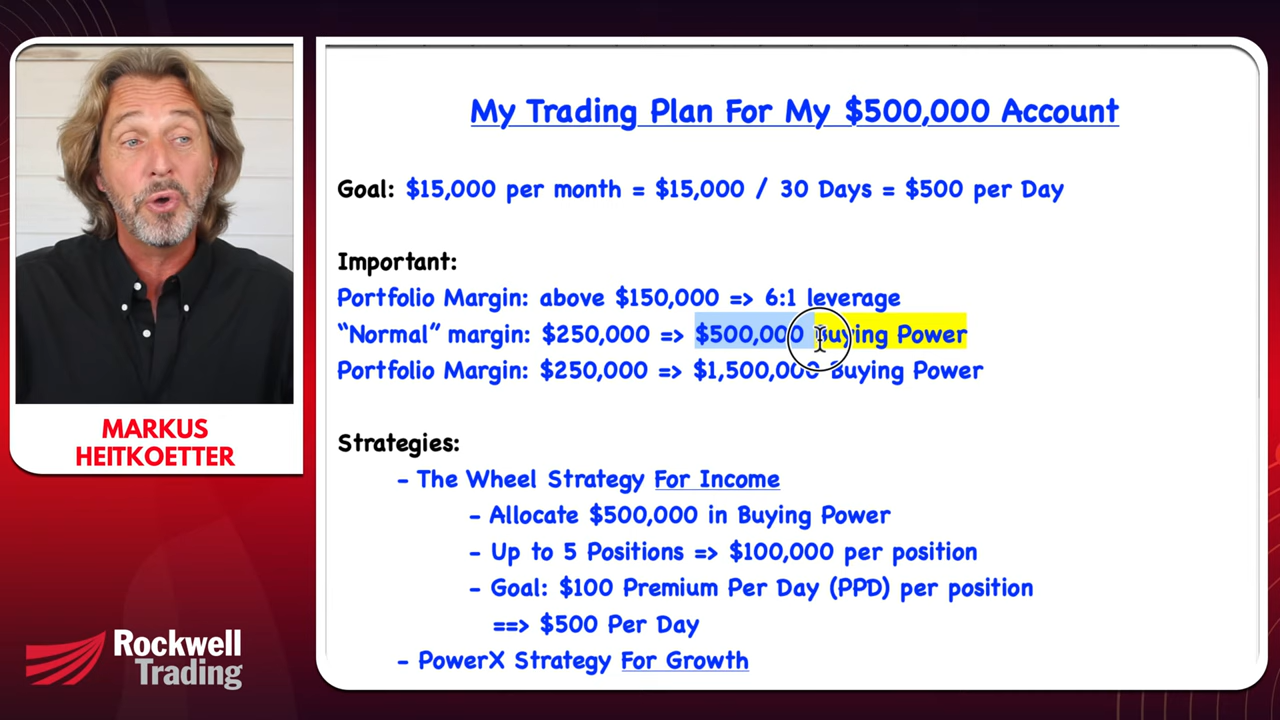 My Trading Plan For My $500,000 Account
Goal: $15,000 per month = $15,000 / 30 Days = $500 per Day
Important:
Portfolio Margin: above $150,000 => 6:1 leverage
“Normal” margin: $250,000 => $500,000 Buying Power
Portfolio Margin: $250,000 => $1,500,000 Buying Power
Strategies:
- The Wheel Strategy For Income
- Allocate $500,000 in Buying Power
- Up to 5 Positions => $100,000 per position
- Goal: $100 Premium Per Day (PPD) per position
==> $500 Per Day
- PowerX Strategy For Growth
MARKUS
HEITKOETTER
Rockwell
Trading